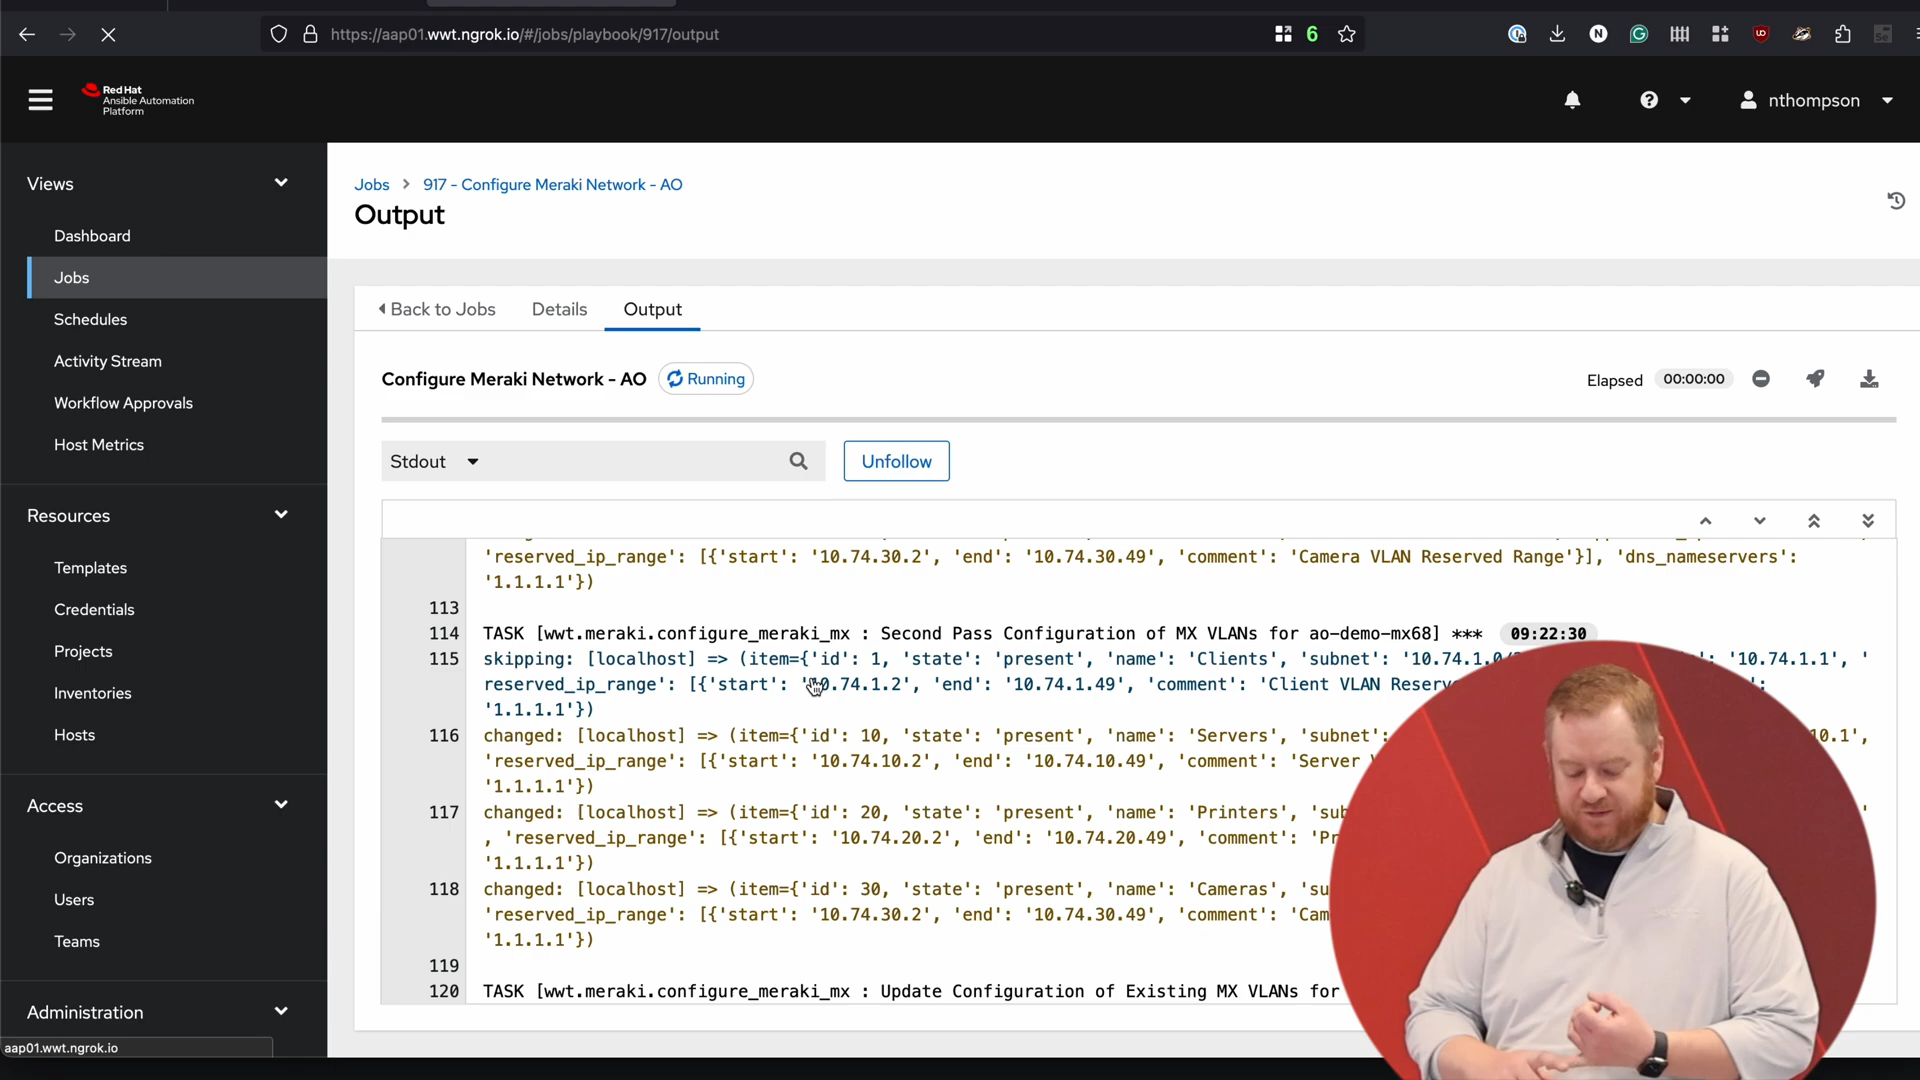 https://aap01.wwt.ngrok.io/#/jobs/playbook/917/output
6
Red Hat
Ansible Automation
Platform
nthompson
Views
Dashboard
Jobs
Schedules
Activity Stream
Workflow Approvals
Host Metrics
Resources
Templates
Credentials
Projects
Inventories
Hosts
Access
Organizations
Users
Teams
Administration
aap01.wwt.ngrok.io
Jobs > 917 - Configure Meraki Network - AO
Output
Back to Jobs Details Output
Configure Meraki Network - AO Running
Elapsed 00:00:00
Stdout Unfollow
'reserved_ip_range': [{'start': '10.74.30.2', 'end': '10.74.30.49', 'comment': 'Camera VLAN Reserved Range'}], 'dns_nameservers':
'1.1.1.1'})
113
114 TASK [wwt.meraki.configure_meraki_mx : Second Pass Configuration of MX VLANs for ao-demo-mx68] *** 09:22:30
115 skipping: [localhost] => (item={'id': 1, 'state': 'present', 'name': 'Clients', 'subnet': '10.74.1.0/ '10.74.1.1', '
reserved_ip_range': [{'start': '10.74.1.2', 'end': '10.74.1.49', 'comment': 'Client VLAN Reserv :
'1.1.1.1'})
116 changed: [localhost] => (item={'id': 10, 'state': 'present', 'name': 'Servers', 'subnet': 10.1',
'reserved_ip_range': [{'start': '10.74.10.2', 'end': '10.74.10.49', 'comment': 'Server
'1.1.1.1'})
117 changed: [localhost] => (item={'id': 20, 'state': 'present', 'name': 'Printers', 'sub '
, 'reserved_ip_range': [{'start': '10.74.20.2', 'end': '10.74.20.49', 'comment': 'Pr
'1.1.1.1'})
118 changed: [localhost] => (item={'id': 30, 'state': 'present', 'name': 'Cameras', 'su
'reserved_ip_range': [{'start': '10.74.30.2', 'end': '10.74.30.49', 'comment': 'Cam
'1.1.1.1'})
119
120 TASK [wwt.meraki.configure_meraki_mx : Update Configuration of Existing MX VLANs for